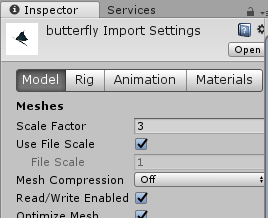 Inspector Services
butterfly Import Settings
Open
Model Rig Animation Materials
Meshes
Scale Factor 3
Use File Scale
File Scale 1
Mesh Compression Off
Read/Write Enabled
Optimize Mesh